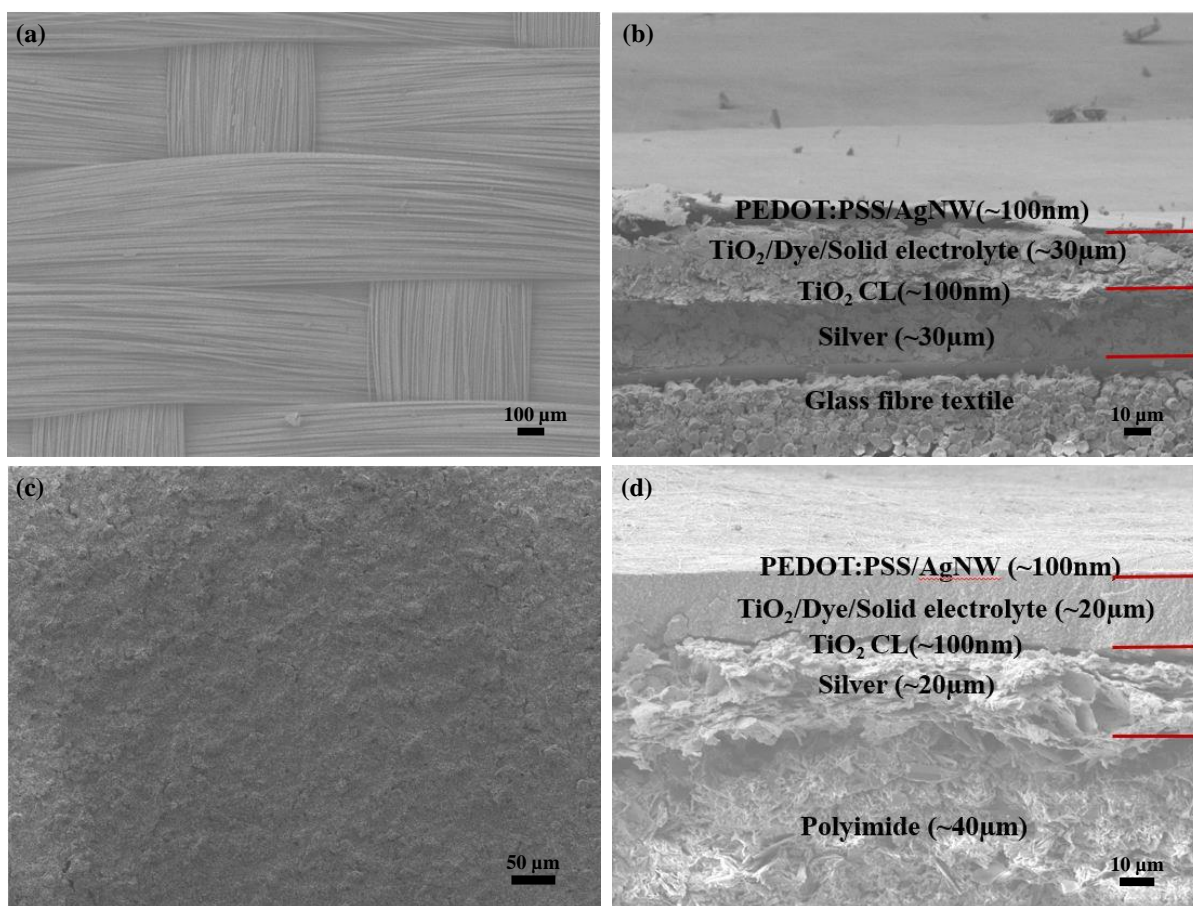 (a)
100 µm
(b)
PEDOT:PSS/AgNW(~100nm)
TiO₂/Dye/Solid electrolyte (~30µm)
TiO₂ CL(~100nm)
Silver (~30µm)
Glass fibre textile
10 µm
(c)
50 µm
(d)
PEDOT:PSS/AgNW (~100nm)
TiO₂/Dye/Solid electrolyte (~20µm)
TiO₂ CL(~100nm)
Silver (~20µm)
Polyimide (~40µm)
10 µm